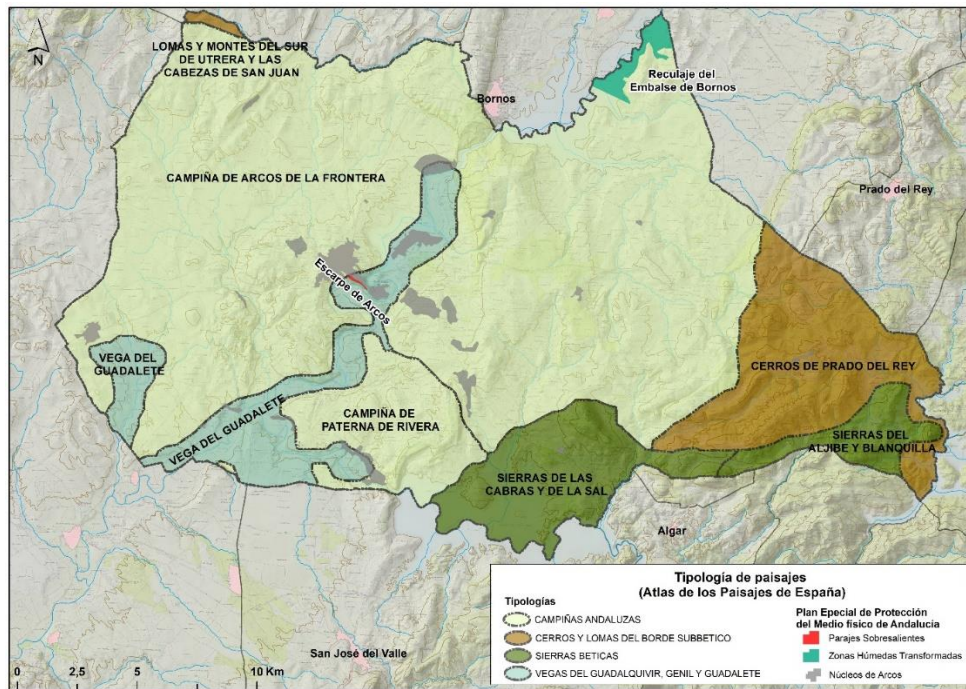 N
LOMAS Y MONTES DEL SUR
DE UTRERA Y LAS
CABEZAS DE SAN JUAN
Reculaje del
Embalse de Bornos
Bornos
CAMPIÑA DE ARCOS DE LA FRONTERA
Prado del Rey
Escarpe de Arcos
VEGA DEL
GUADALETE
CERROS DE PRADO DEL REY
VEGA DEL GUADALETE
CAMPIÑA DE
PATERNA DE RIVERA
SIERRAS DEL
ALJIBE Y BLANQUILLA
SIERRAS DE LAS
CABRAS Y DE LA SAL
Algar
San José del Valle
0 2,5 5 10 Km
Tipología de paisajes
(Atlas de los Paisajes de España)
Tipologías
CAMPIÑAS ANDALUZAS
CERROS Y LOMAS DEL BORDE SUBBETICO
SIERRAS BETICAS
VEGAS DEL GUADALQUIVIR, GENIL Y GUADALETE
Plan Epecial de Protección
del Medio físico de Andalucía
Parajes Sobresalientes
Zonas Húmedas Transformadas
Núcleos de Arcos